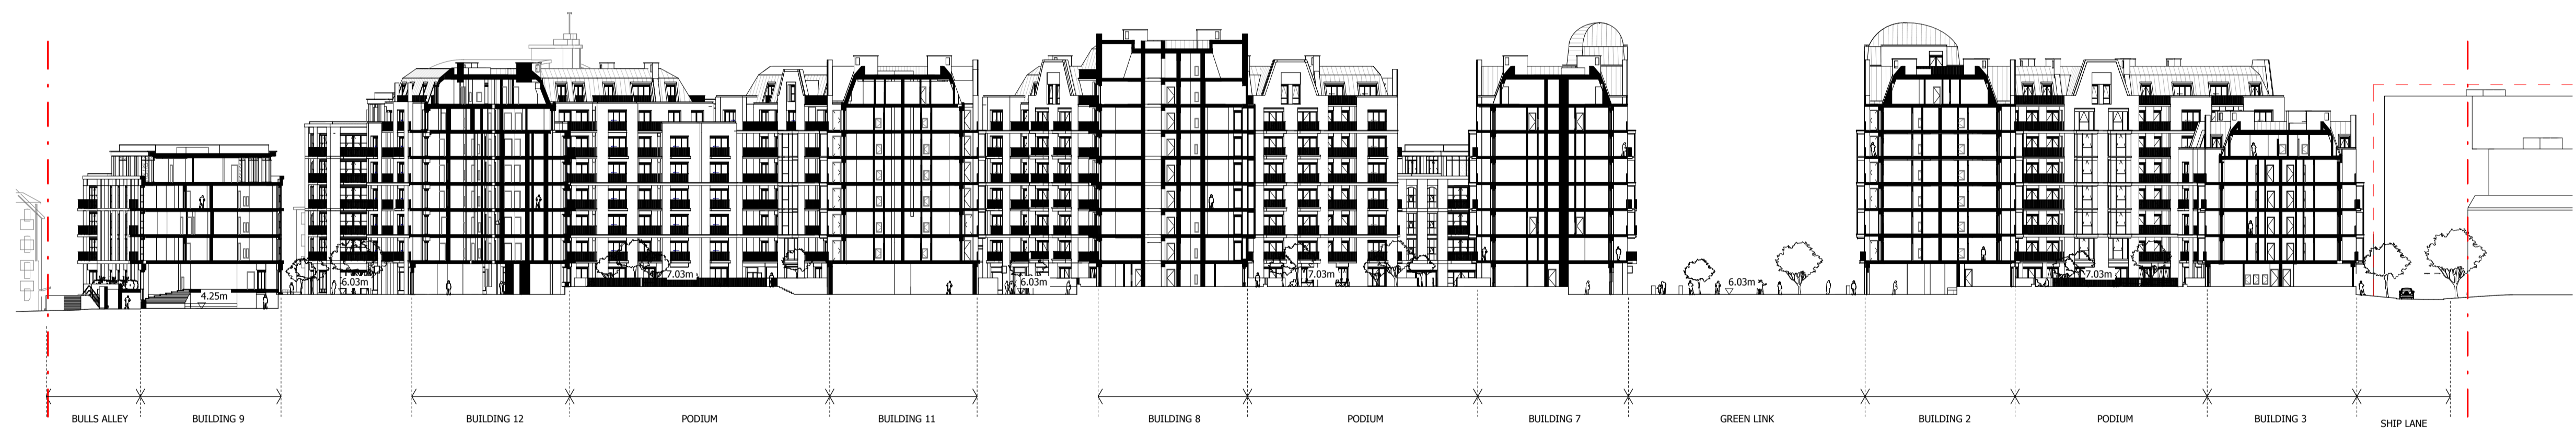 4.25m
6.03m
7.03m
6.03m
7.03m
6.03m
7.03m
BULLS ALLEY
BUILDING 9
BUILDING 12
PODIUM
BUILDING 11
BUILDING 8
PODIUM
BUILDING 7
GREEN LINK
BUILDING 2
PODIUM
BUILDING 3
SHIP LANE